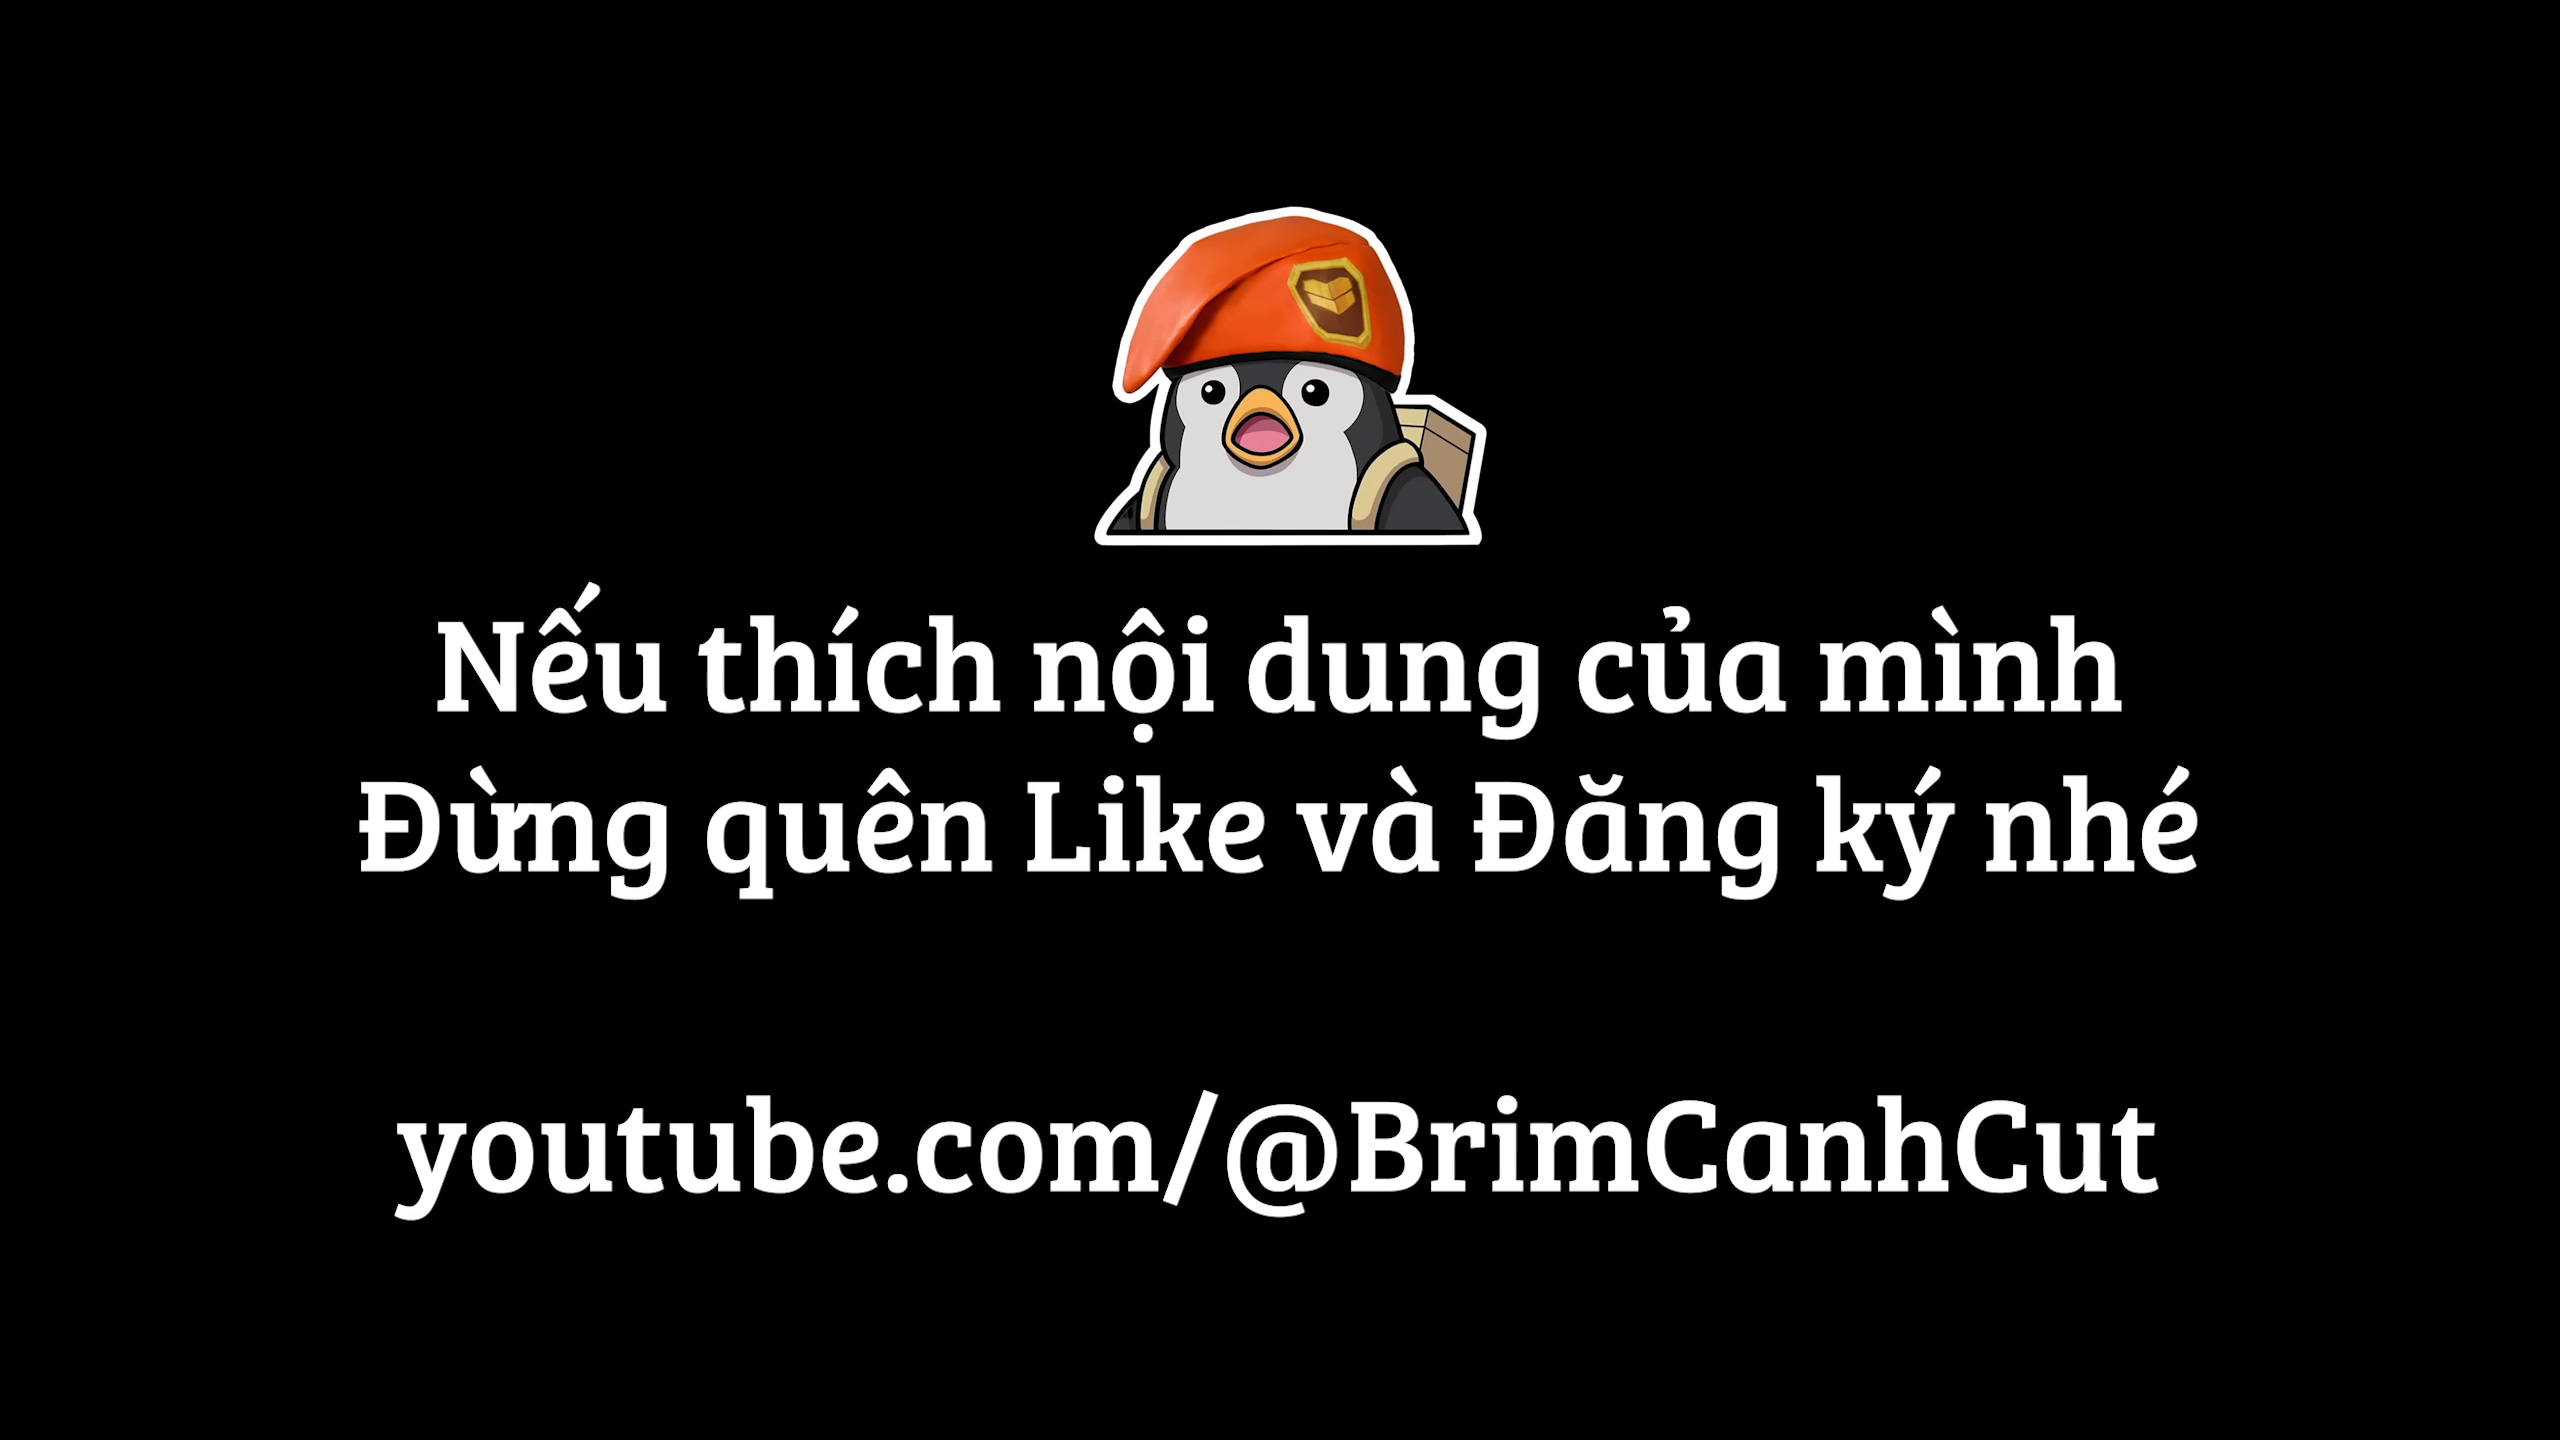 Nếu thích nội dung của mình
Đừng quên Like và Đăng ký nhé
youtube.com/@BrimCanhCut